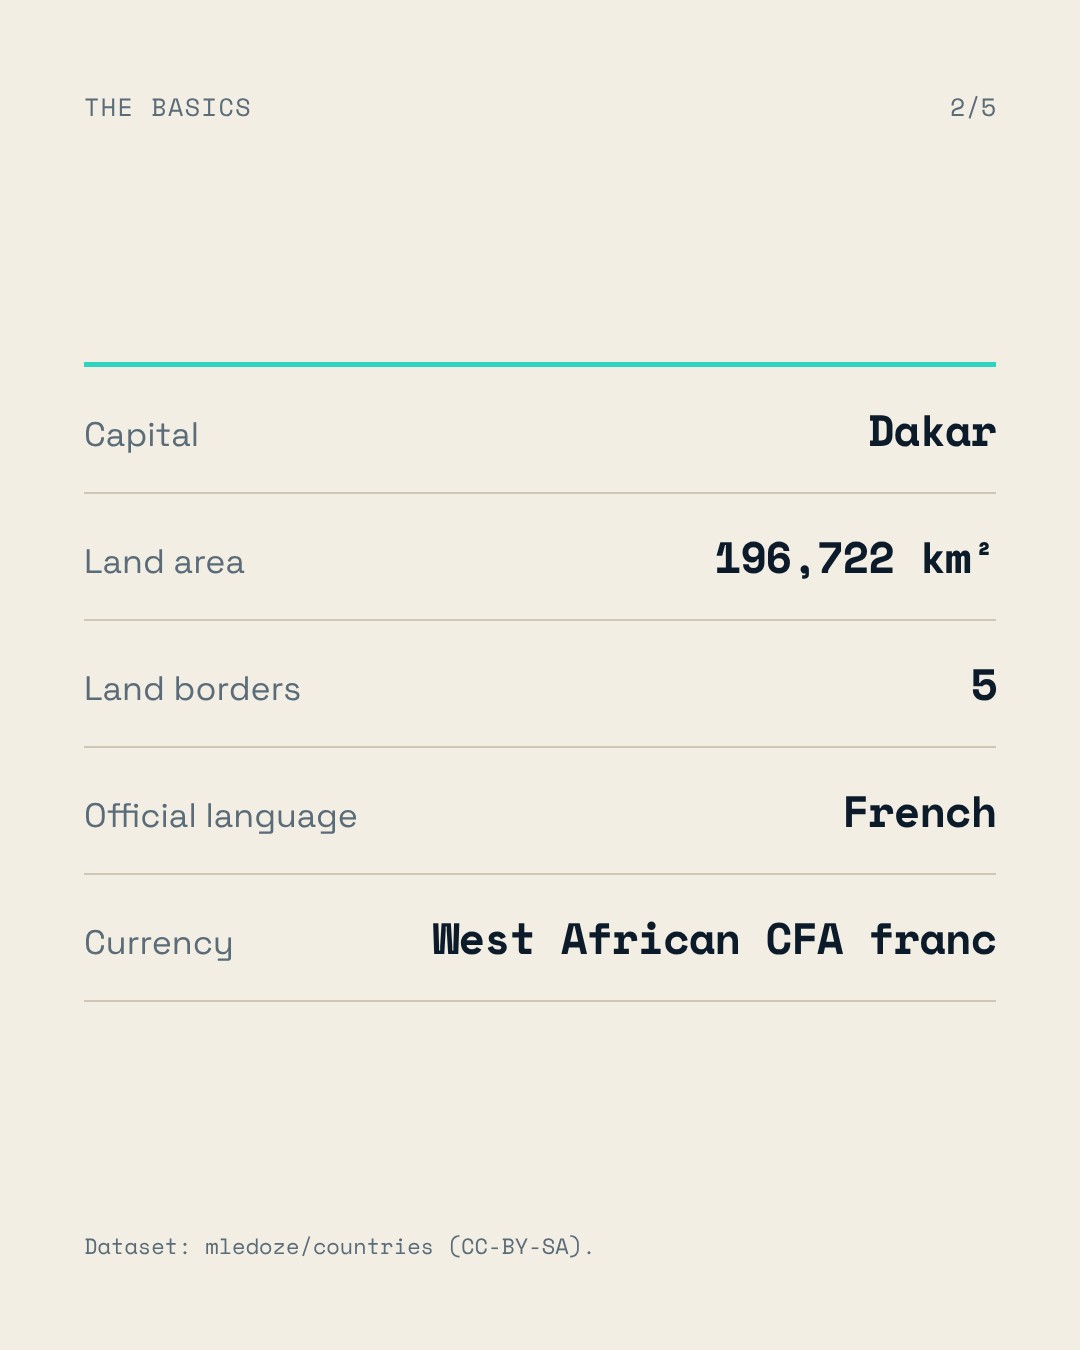 THE BASICS 2/5
Capital Dakar
Land area 196,722 km²
Land borders 5
Official language French
Currency West African CFA franc
Dataset: mledoze/countries (CC-BY-SA).